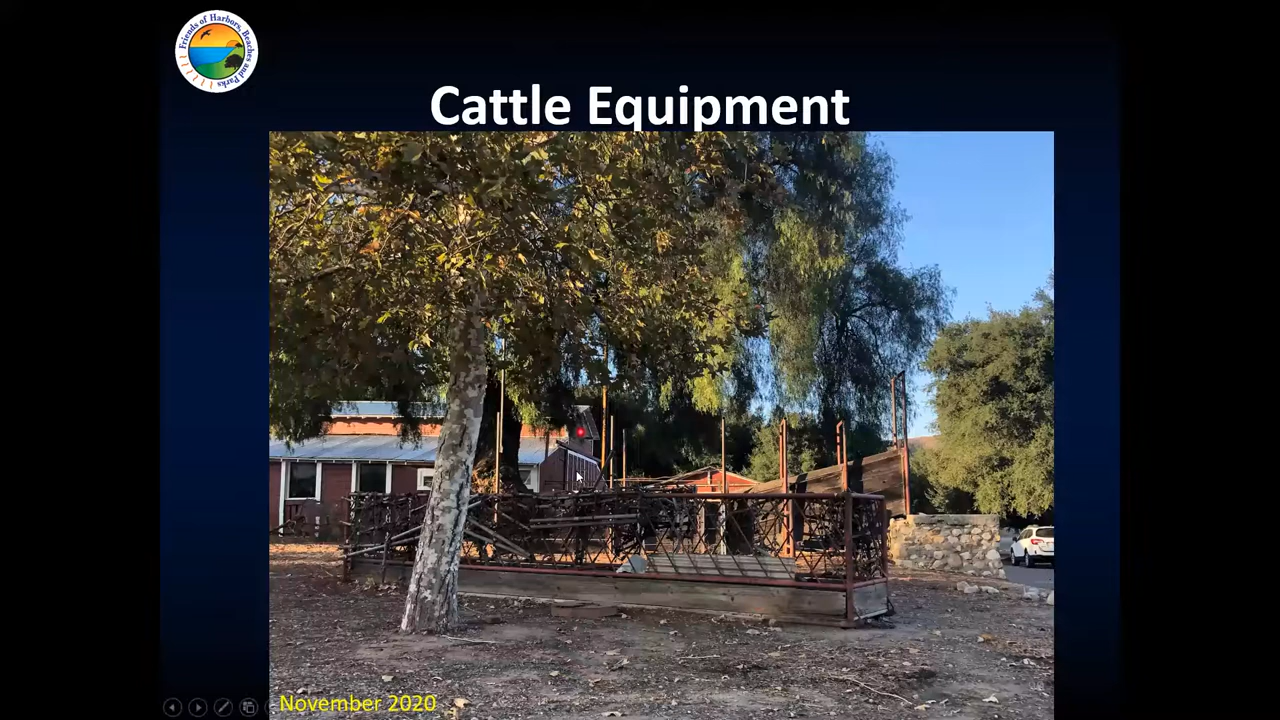 Friends of Harbors, Beaches and Parks
Cattle Equipment
November 2020